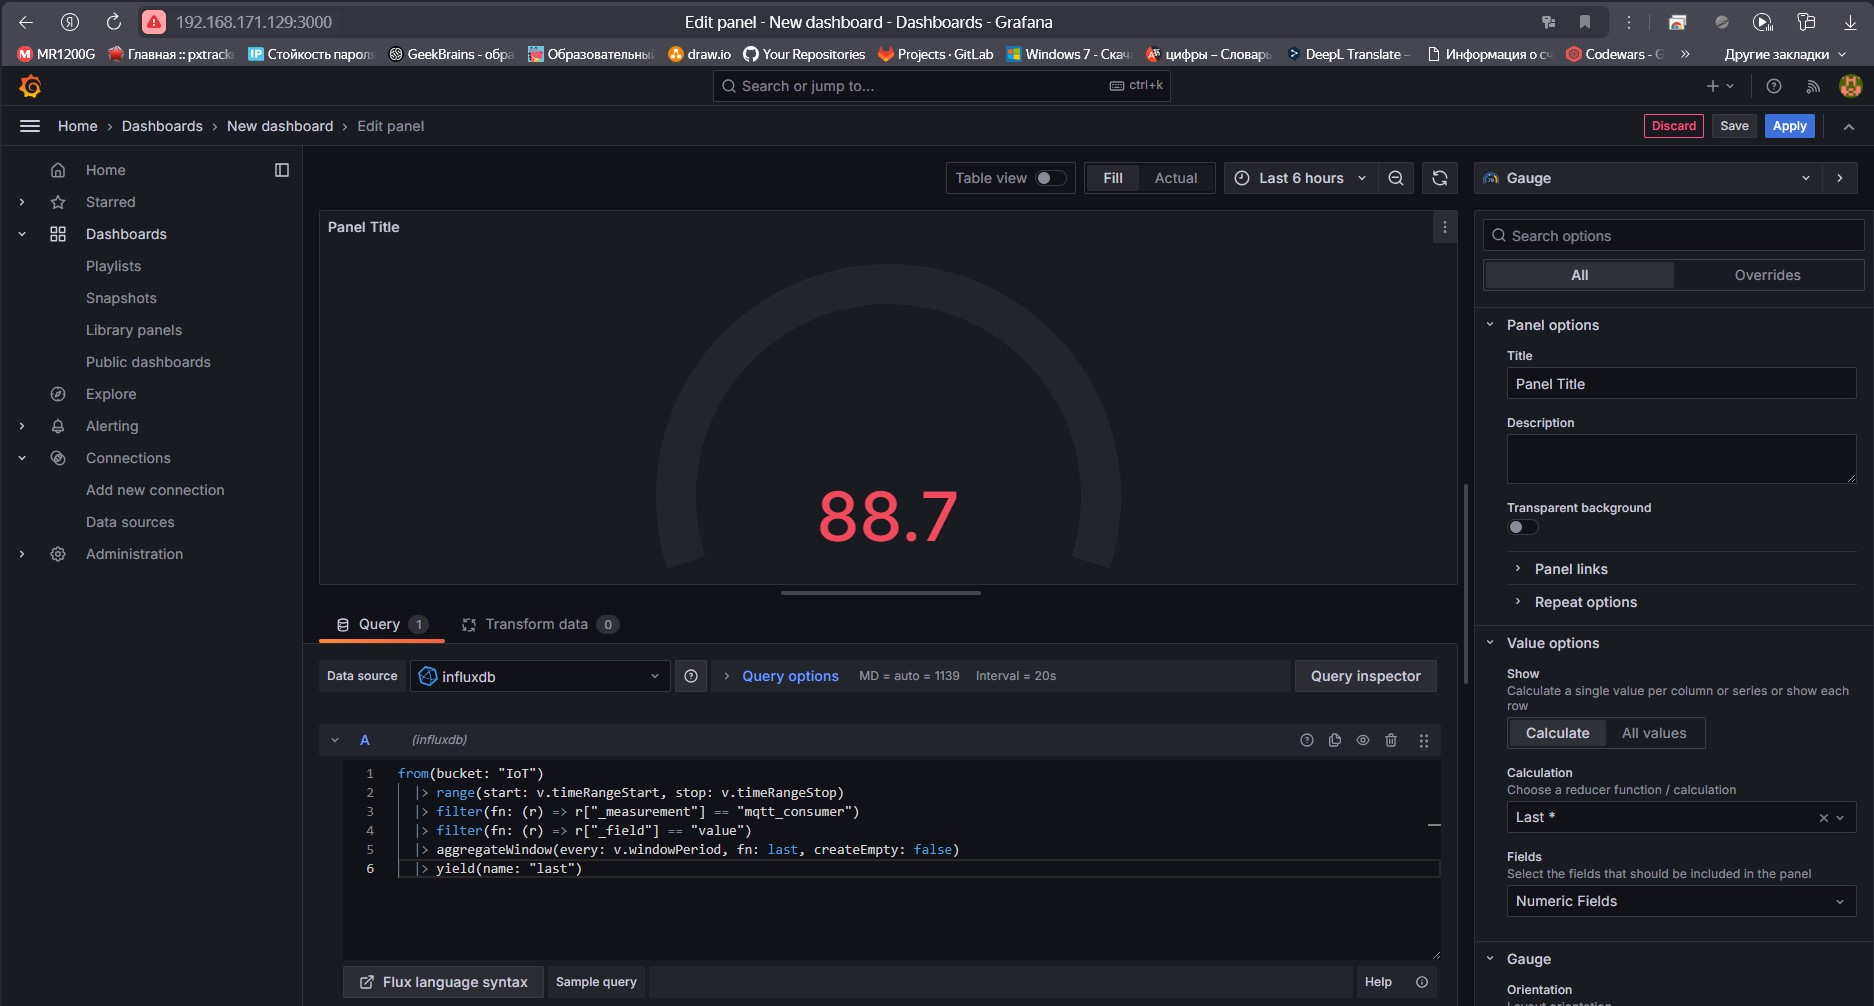 192.168.171.129:3000
Edit panel - New dashboard - Dashboards - Grafana
MR1200G
Главная :: pxtrack
Стойкость пароля
GeekBrains - обра
Образовательны
draw.io
Your Repositories
Projects · GitLab
Windows 7 - Скач
цифры – Словарь
DeepL Translate –
Информация о сч
Codewars - G
»
Другие закладки
Search or jump to...
ctrl+k
Home › Dashboards › New dashboard › Edit panel
Discard
Save
Apply
Home
Starred
Dashboards
Playlists
Snapshots
Library panels
Public dashboards
Explore
Alerting
Connections
Add new connection
Data sources
Administration
Table view
Fill
Actual
Last 6 hours
Panel Title
88.7
Query 1
Transform data 0
Data source
influxdb
Query options
MD = auto = 1139
Interval = 20s
Query inspector
A
(influxdb)
1 from(bucket: "IoT")
2 |> range(start: v.timeRangeStart, stop: v.timeRangeStop)
3 |> filter(fn: (r) => r["_measurement"] == "mqtt_consumer")
4 |> filter(fn: (r) => r["_field"] == "value")
5 |> aggregateWindow(every: v.windowPeriod, fn: last, createEmpty: false)
6 |> yield(name: "last")
Flux language syntax
Sample query
Help
Gauge
Search options
All
Overrides
Panel options
Title
Panel Title
Description
Transparent background
Panel links
Repeat options
Value options
Show
Calculate a single value per column or series or show each
row
Calculate
All values
Calculation
Choose a reducer function / calculation
Last *
Fields
Select the fields that should be included in the panel
Numeric Fields
Gauge
Orientation
Layout orientation